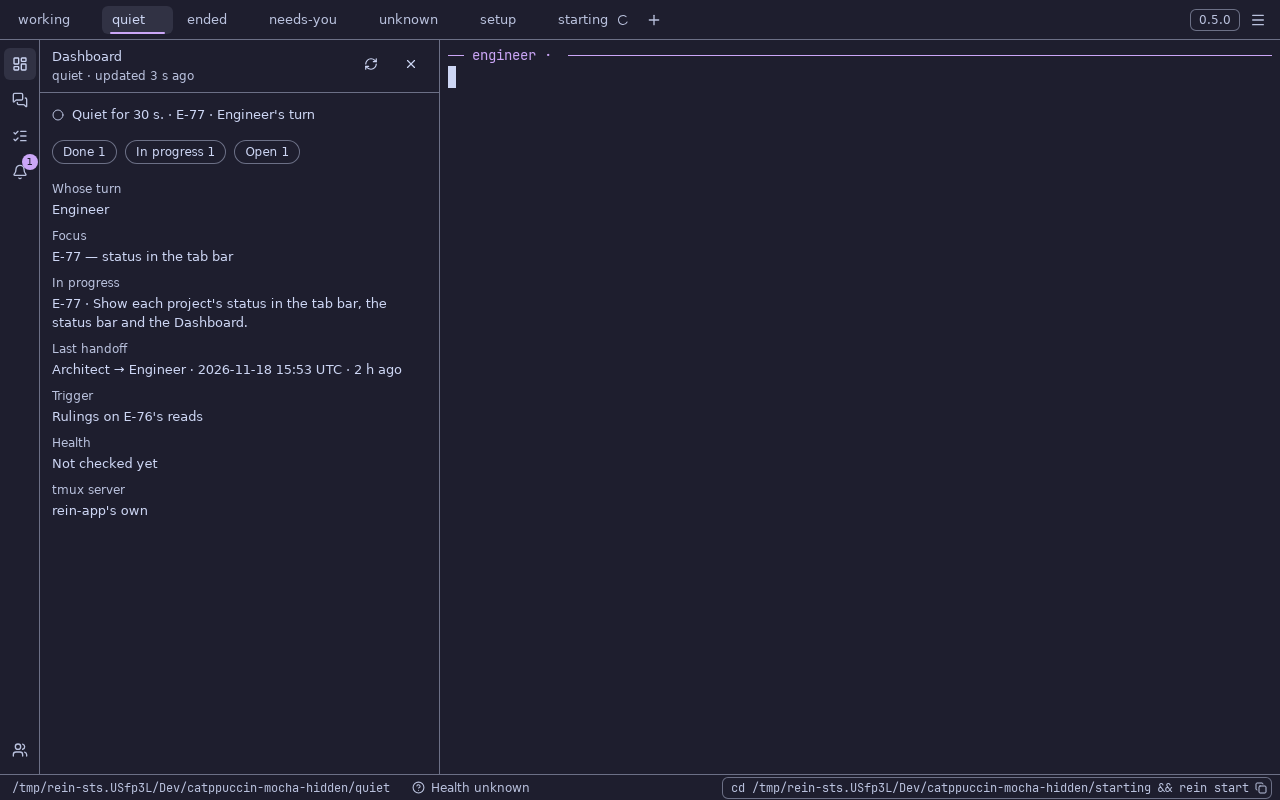 working
quiet
ended
needs-you
unknown
setup
starting
0.5.0
Dashboard
quiet · updated 3 s ago
1
Quiet for 30 s. · E-77 · Engineer's turn
Done 1
In progress 1
Open 1
Whose turn
Engineer
Focus
E-77 — status in the tab bar
In progress
E-77 · Show each project's status in the tab bar, the
status bar and the Dashboard.
Last handoff
Architect → Engineer · 2026-11-18 15:53 UTC · 2 h ago
Trigger
Rulings on E-76's reads
Health
Not checked yet
tmux server
rein-app's own
engineer ·
/tmp/rein-sts.USfp3L/Dev/catppuccin-mocha-hidden/quiet
Health unknown
cd /tmp/rein-sts.USfp3L/Dev/catppuccin-mocha-hidden/starting && rein start